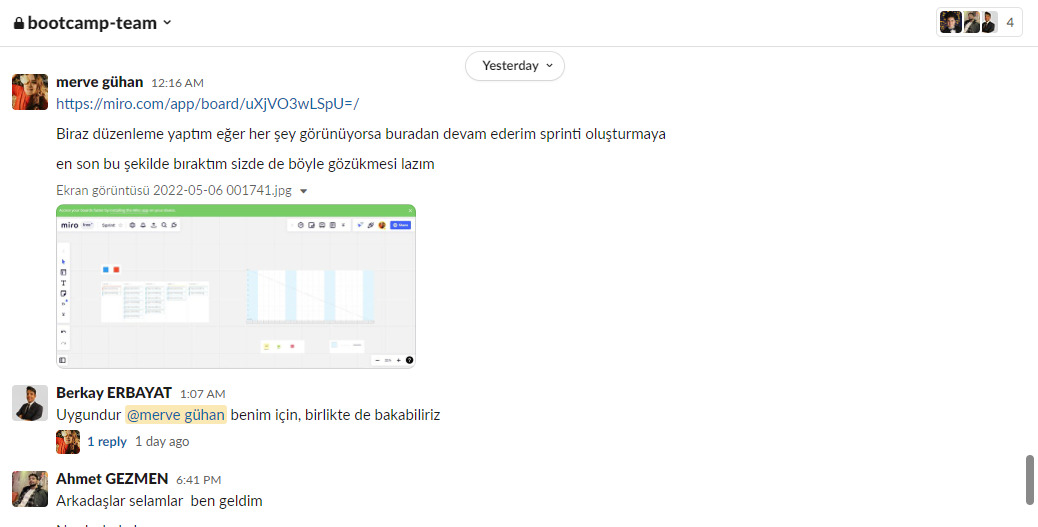 bootcamp-team
4
Yesterday
merve gühan 12:16 AM
https://miro.com/app/board/uXjVO3wLSpU=/
Biraz düzenleme yaptım eğer her şey görünüyorsa buradan devam ederim sprinti oluşturmaya
en son bu şekilde bıraktım sizde de böyle gözükmesi lazım
Ekran görüntüsü 2022-05-06 001741.jpg
miro
Sprint
Berkay ERBAYAT 1:07 AM
Uygundur @merve gühan benim için, birlikte de bakabiliriz
1 reply 1 day ago
Ahmet GEZMEN 6:41 PM
Arkadaşlar selamlar ben geldim